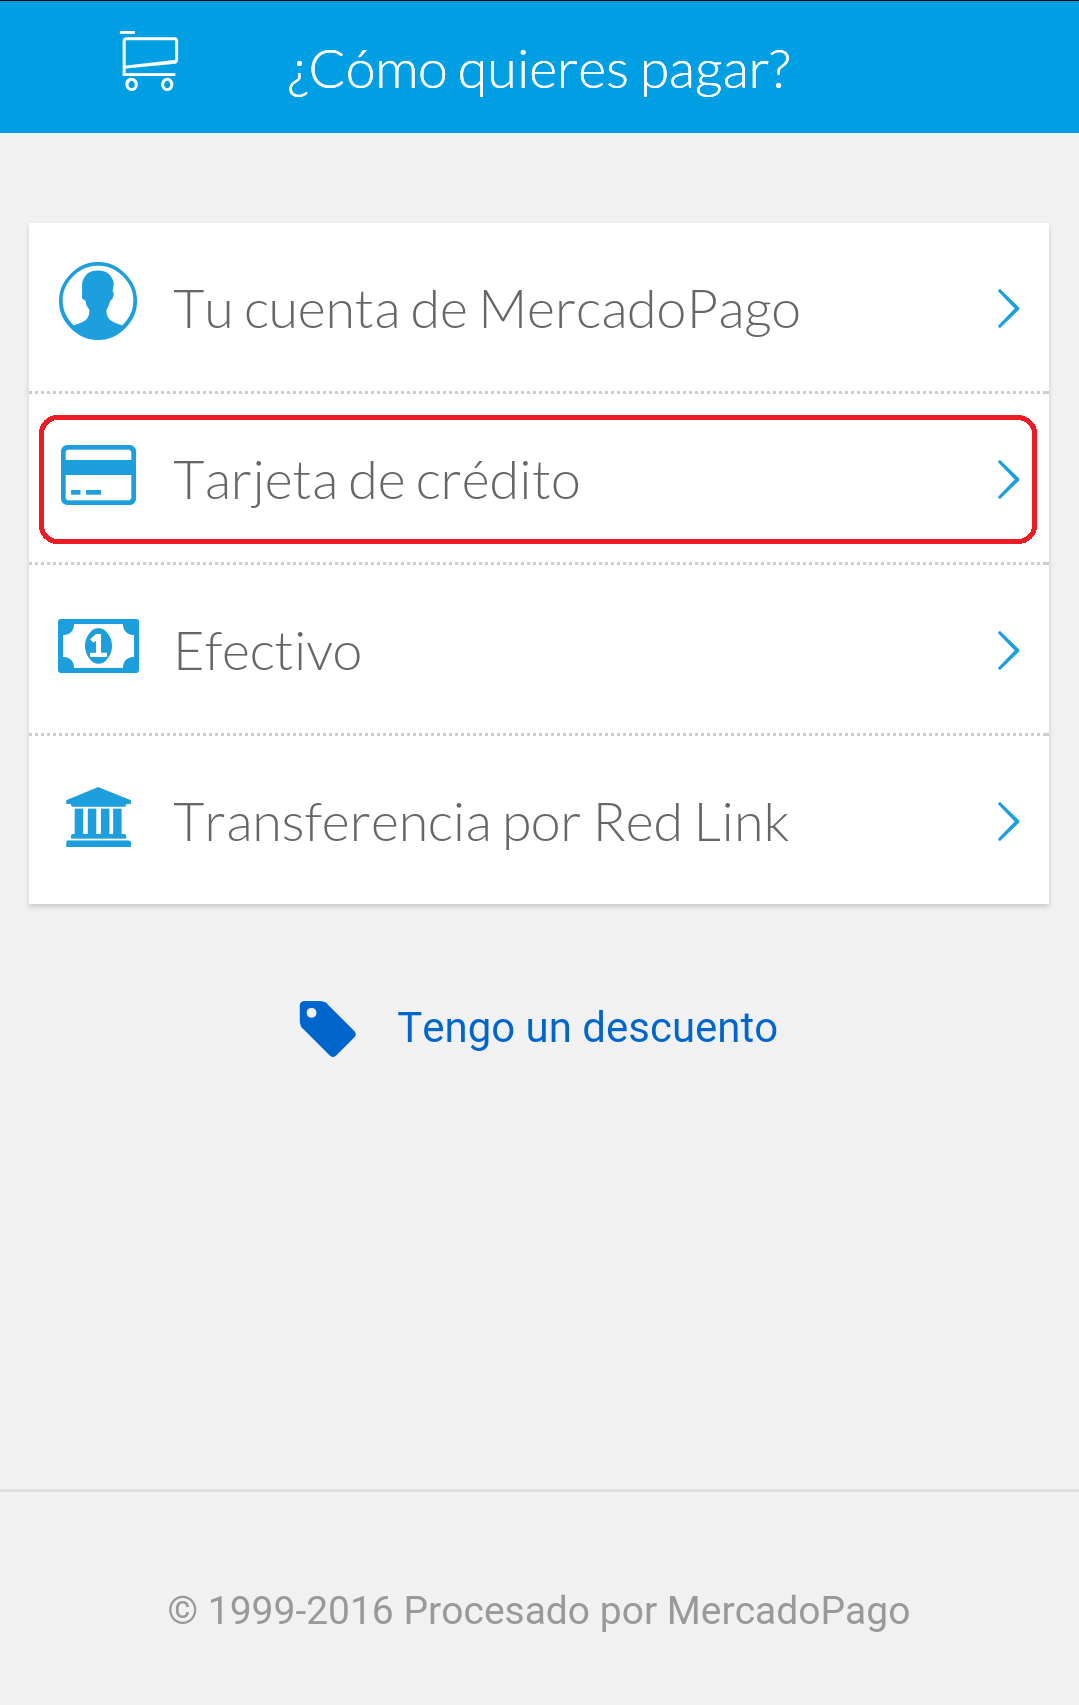 ¿Cómo quieres pagar?
Tu cuenta de MercadoPago
Tarjeta de crédito
1
Efectivo
Transferencia por Red Link
Tengo un descuento
© 1999-2016 Procesado por MercadoPago